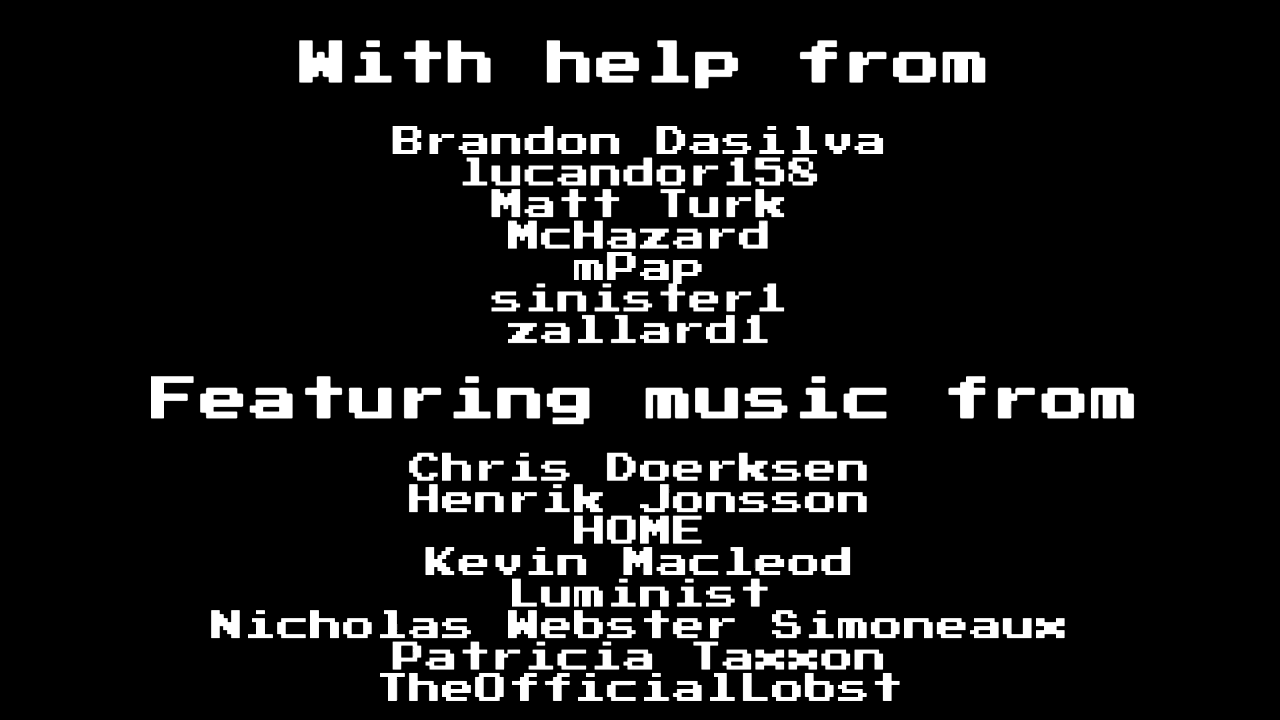 With help from
Brandon Dasilva
lucandor158
Matt Turk
McHazard
mPap
sinister1
zallard1
Featuring music from
Chris Doerksen
Henrik Jonsson
HOME
Kevin Macleod
Luminist
Nicholas Webster Simoneaux
Patricia Taxxon
TheOfficialLobst